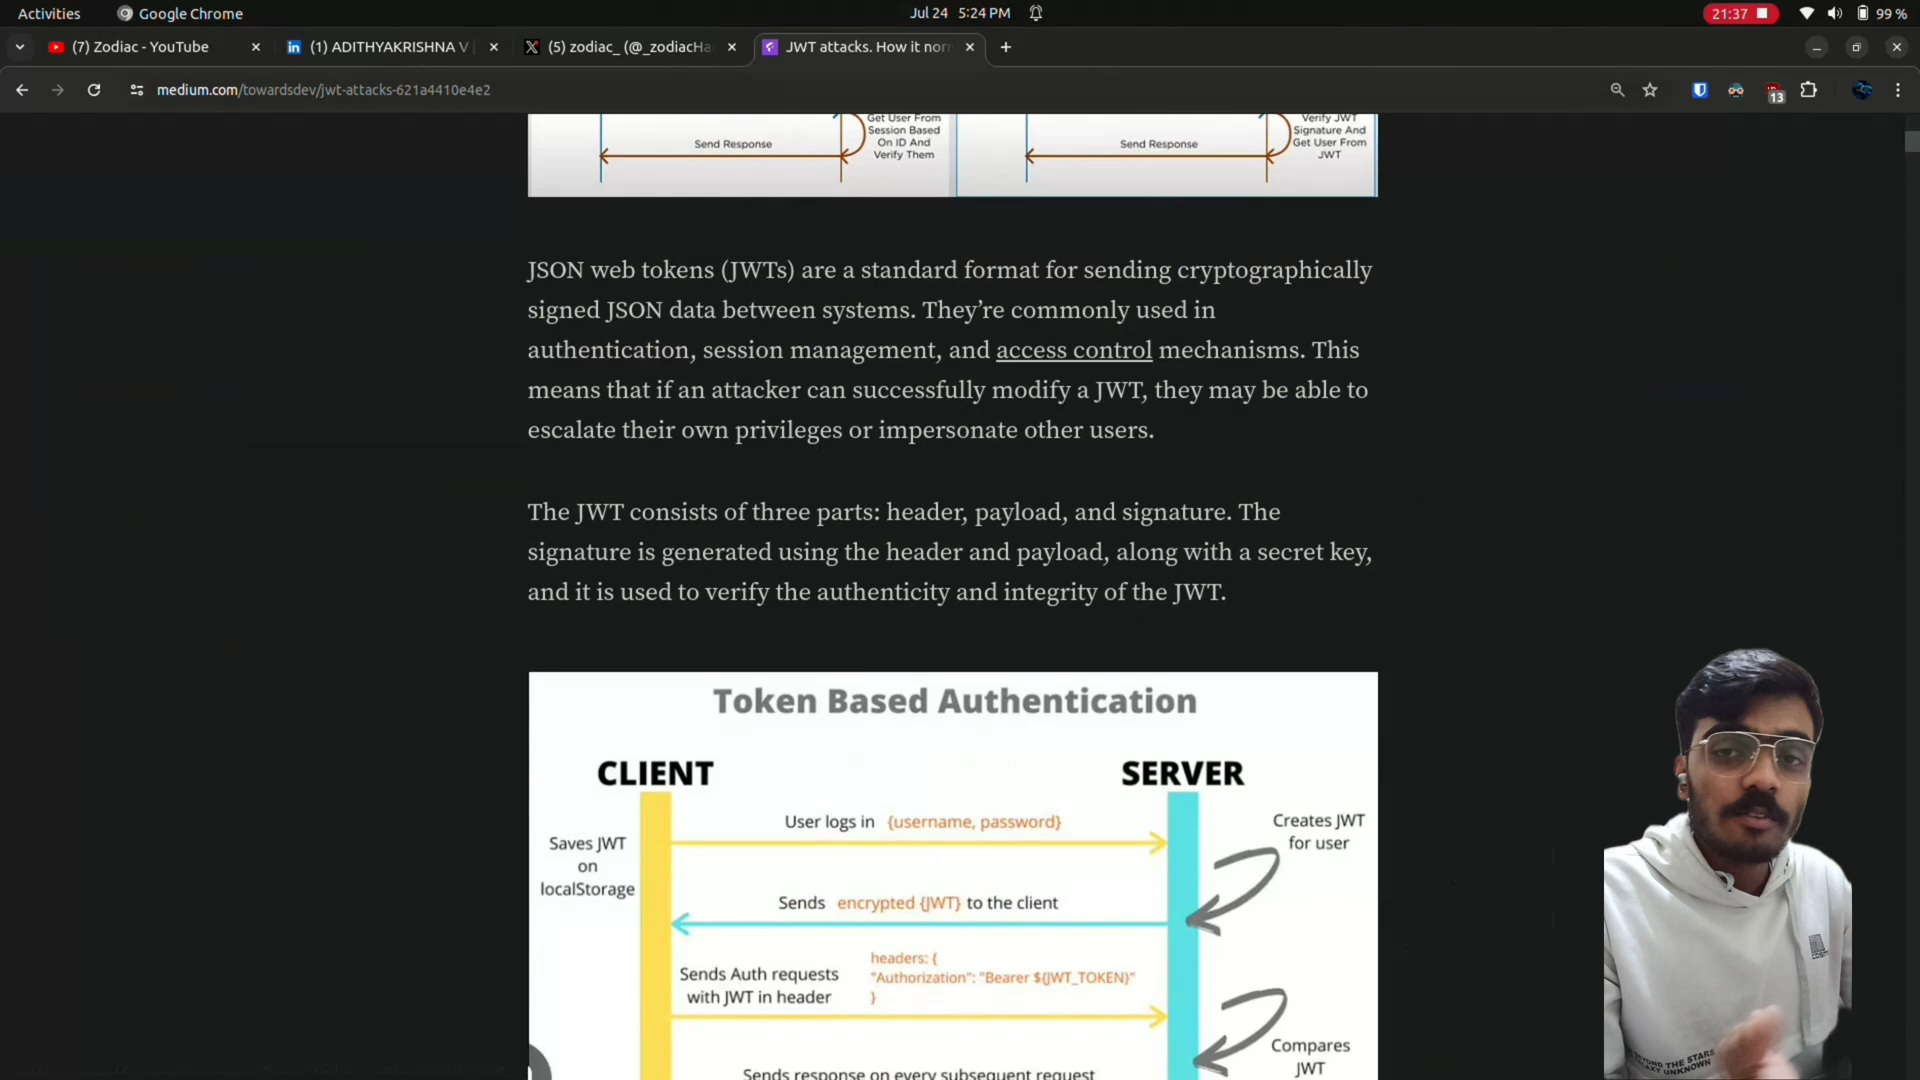 Activities
Google Chrome
Jul 24 5:24 PM
21:37
99 %
(7) Zodiac - YouTube
(1) ADITHYAKRISHNA V
(5) zodiac_ (@_zodiacHa
JWT attacks. How it nor
medium.com/towardsdev/jwt-attacks-621a4410e4e2
13
Get User From
Session Based
On ID And
Verify Them
Send Response
Verify JWT
Signature And
Get User From
JWT
Send Response
JSON web tokens (JWTs) are a standard format for sending cryptographically
signed JSON data between systems. They’re commonly used in
authentication, session management, and access control mechanisms. This
means that if an attacker can successfully modify a JWT, they may be able to
escalate their own privileges or impersonate other users.
The JWT consists of three parts: header, payload, and signature. The
signature is generated using the header and payload, along with a secret key,
and it is used to verify the authenticity and integrity of the JWT.
Token Based Authentication
CLIENT
SERVER
User logs in {username, password}
Creates JWT
for user
Saves JWT
on
localStorage
Sends encrypted {JWT} to the client
Sends Auth requests
with JWT in header
headers: {
"Authorization": "Bearer ${JWT_TOKEN}"
}
Compares
JWT
Sends response on every subsequent request